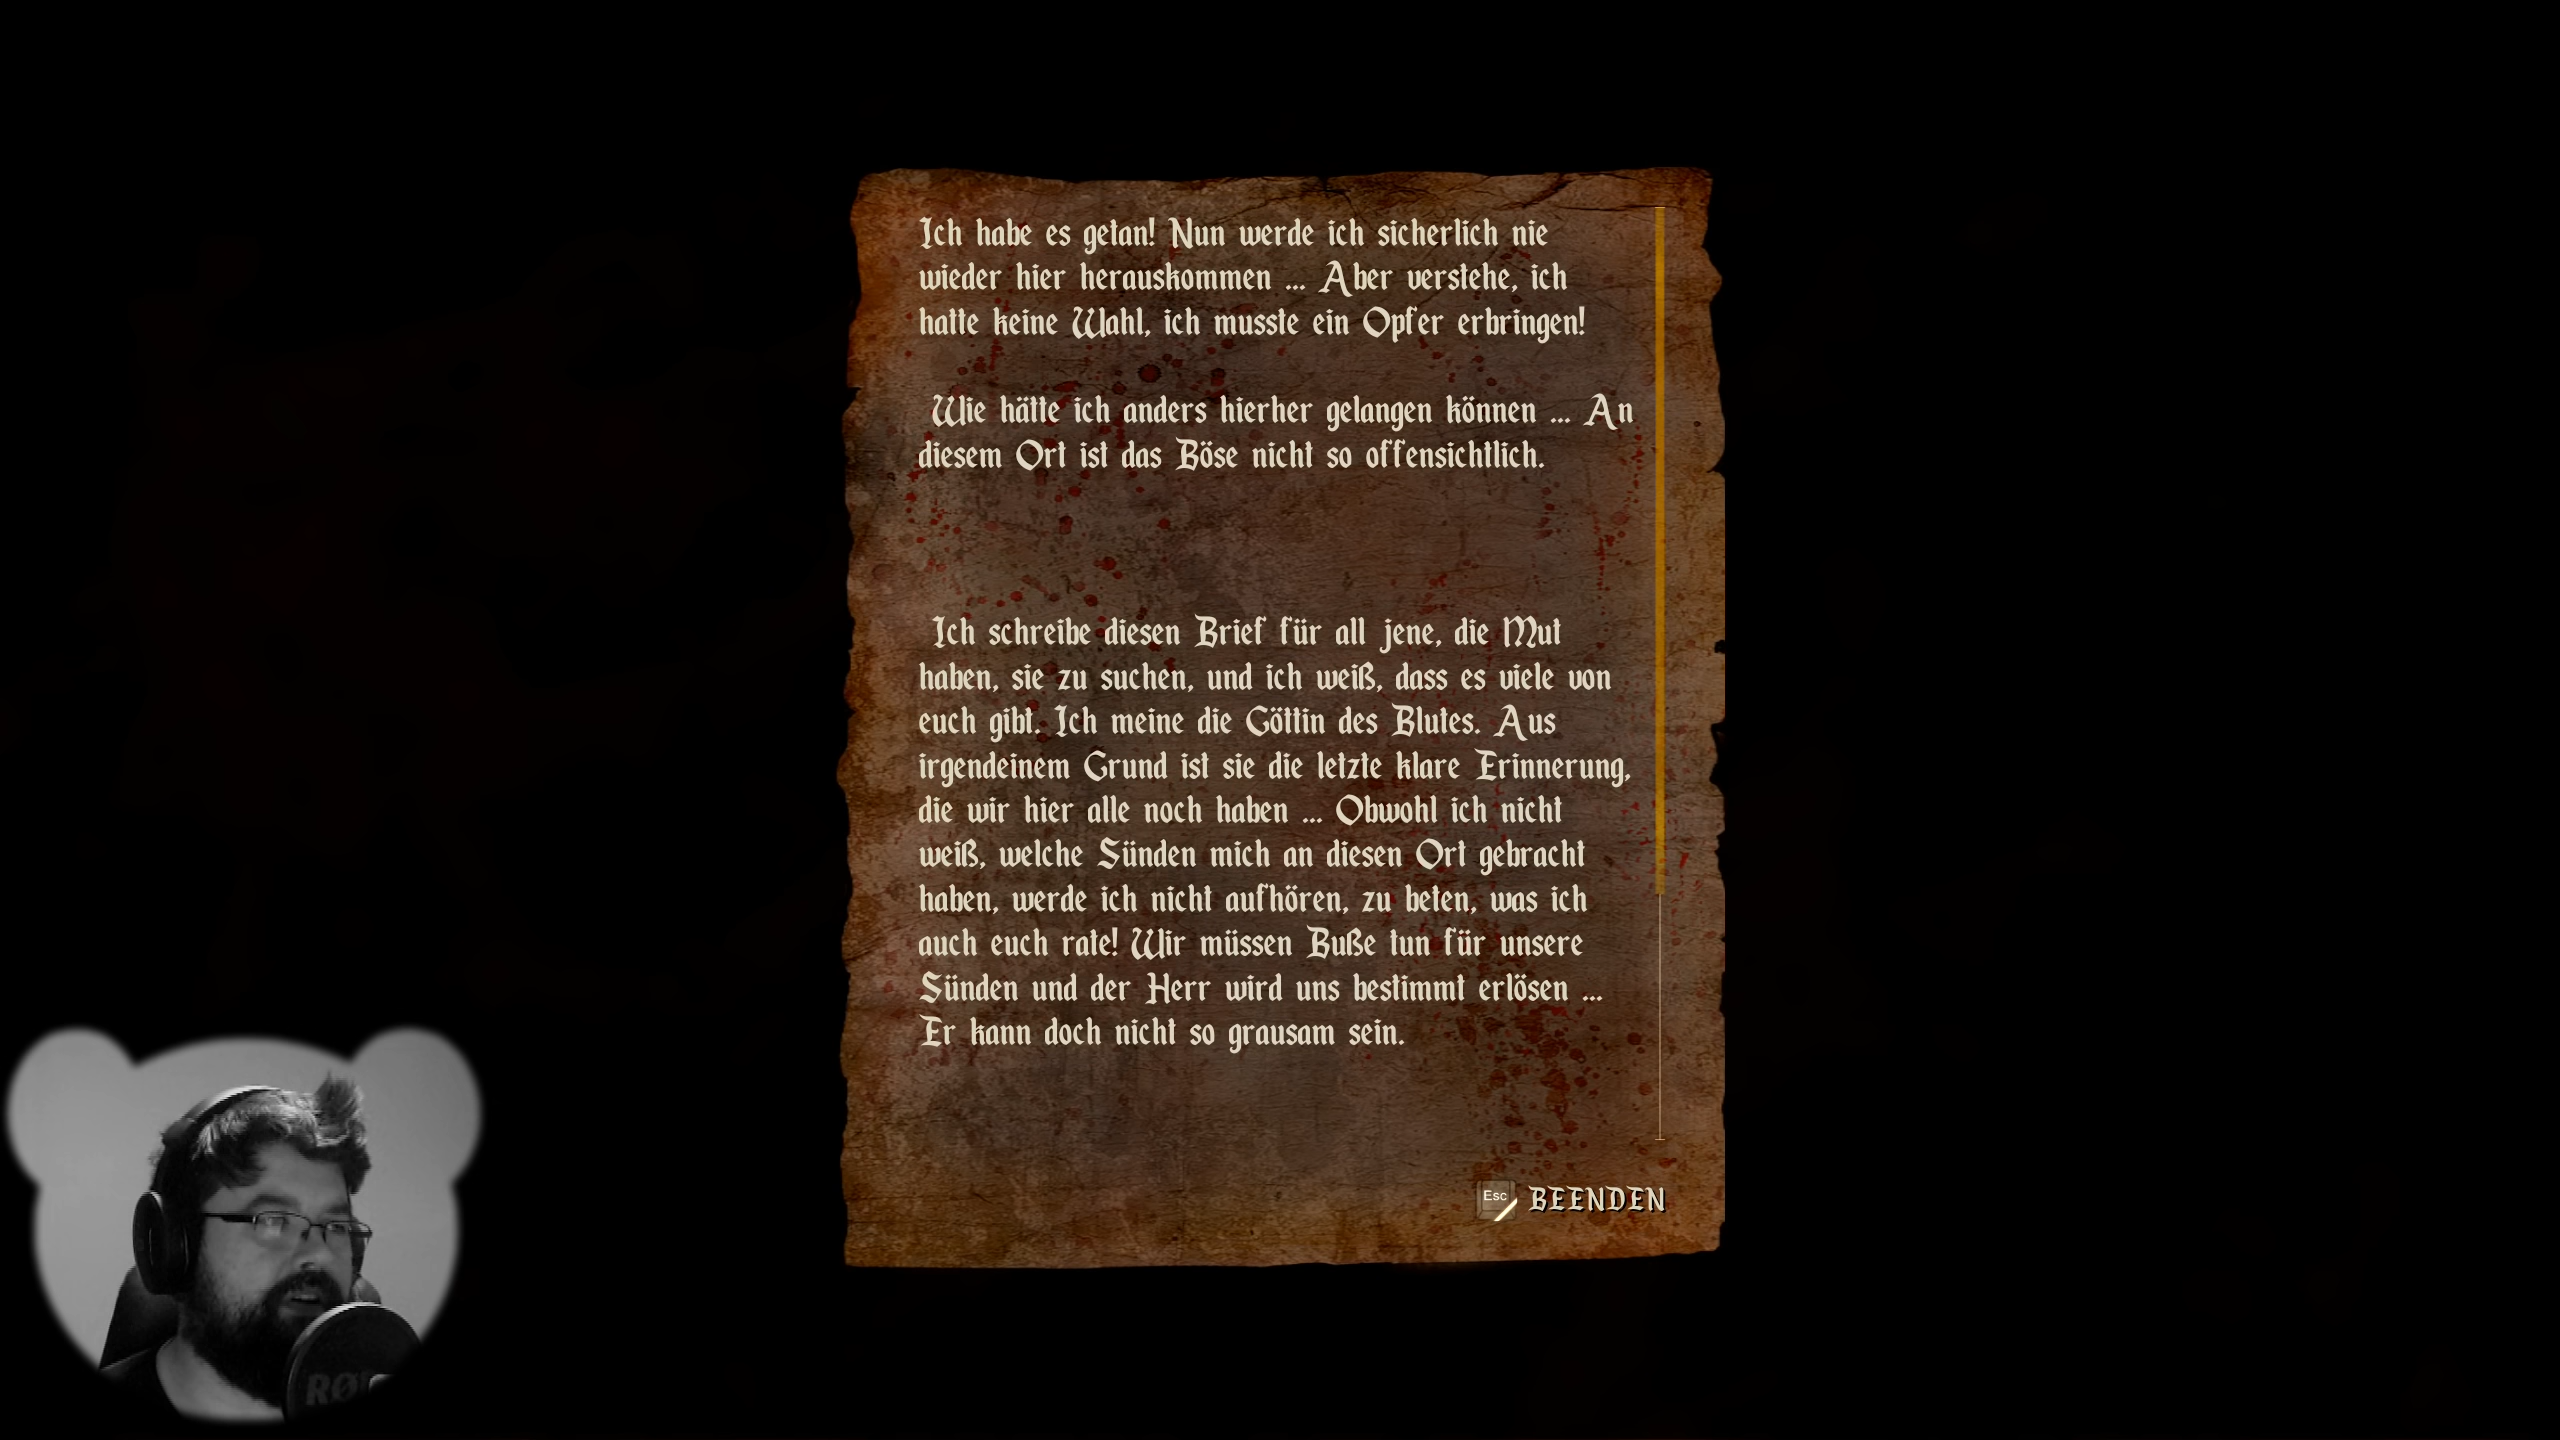 Ich habe es getan! Nun werde ich sicherlich nie
wieder hier herauskommen ... Aber verstehe, ich
hatte keine Wahl, ich musste ein Opfer erbringen!
Wie hätte ich anders hierher gelangen können ... An
diesem Ort ist das Böse nicht so offensichtlich.
Ich schreibe diesen Brief für all jene, die Mut
haben, sie zu suchen, und ich weiß, dass es viele von
euch gibt. Ich meine die Göttin des Blutes. Aus
irgendeinem Grund ist sie die letzte klare Erinnerung,
die wir hier alle noch haben ... Obwohl ich nicht
weiß, welche Sünden mich an diesen Ort gebracht
haben, werde ich nicht aufhören, zu beten, was ich
auch euch rate! Wir müssen Buße tun für unsere
Sünden und der Herr wird uns bestimmt erlösen ...
Er kann doch nicht so grausam sein.
Esc BEENDEN